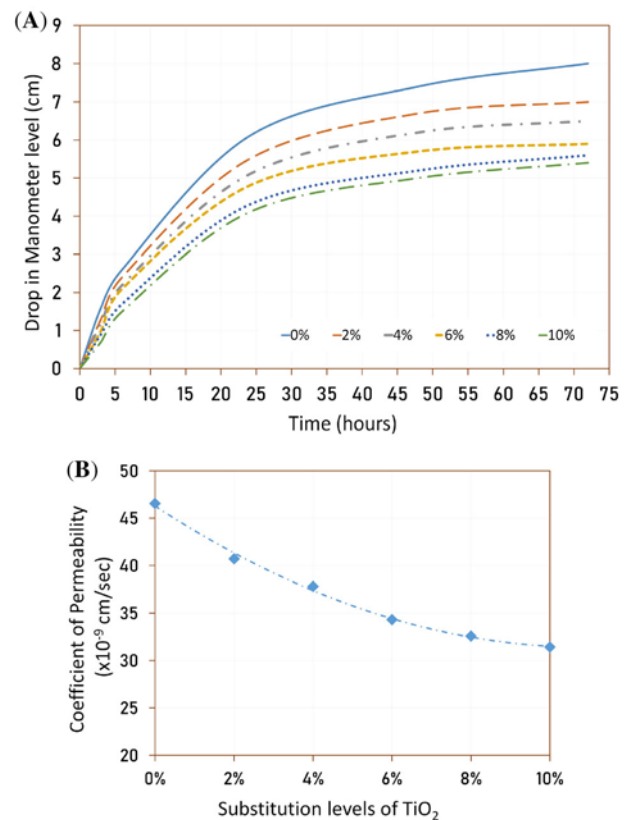 (A)
9
8
7
6
5
4
3
2
1
0
Drop in Manometer level (cm)
0% 2% 4% 6% 8% 10%
0 5 10 15 20 25 30 35 40 45 50 55 60 65 70 75
Time (hours)
(B)
50
45
40
35
30
25
20
Coefficient of Permeability
(x10⁻⁹ cm/sec)
0% 2% 4% 6% 8% 10%
Substitution levels of TiO₂